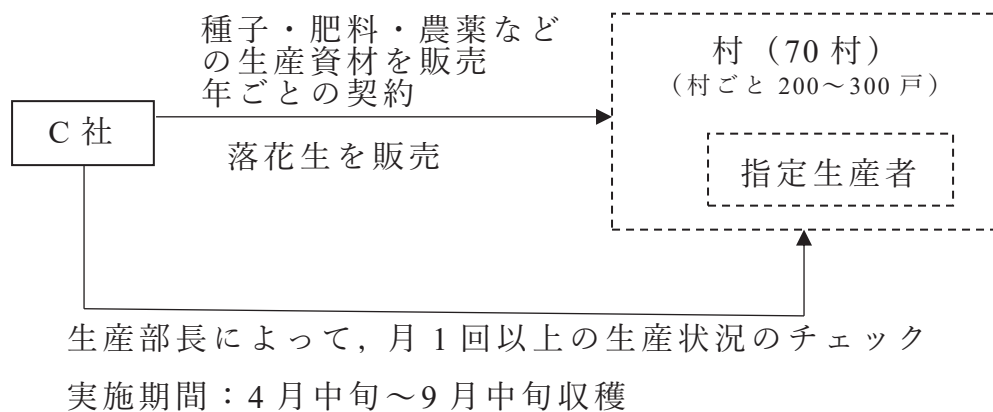 種子・肥料・農薬など
の生産資材を販売
年ごとの契約
C 社
落花生を販売
村（70 村）
（村ごと 200～300 戸）
指定生産者
生産部長によって, 月 1 回以上の生産状況のチェック
実施期間：4 月中旬～9 月中旬収穫